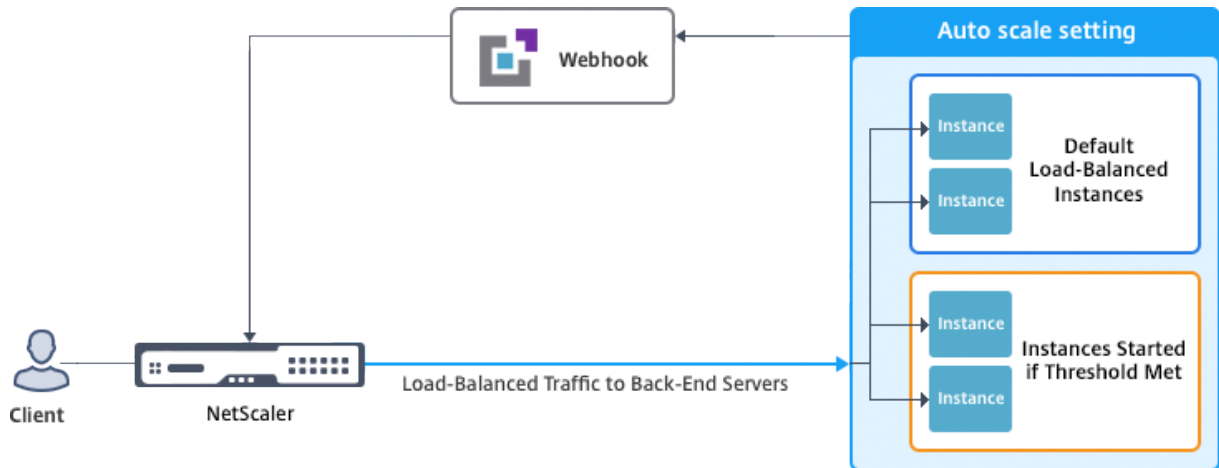 Auto scale setting
Webhook
Instance
Instance
Default
Load-Balanced
Instances
Instance
Instance
Instances Started
if Threshold Met
Load-Balanced Traffic to Back-End Servers
Client
NetScaler